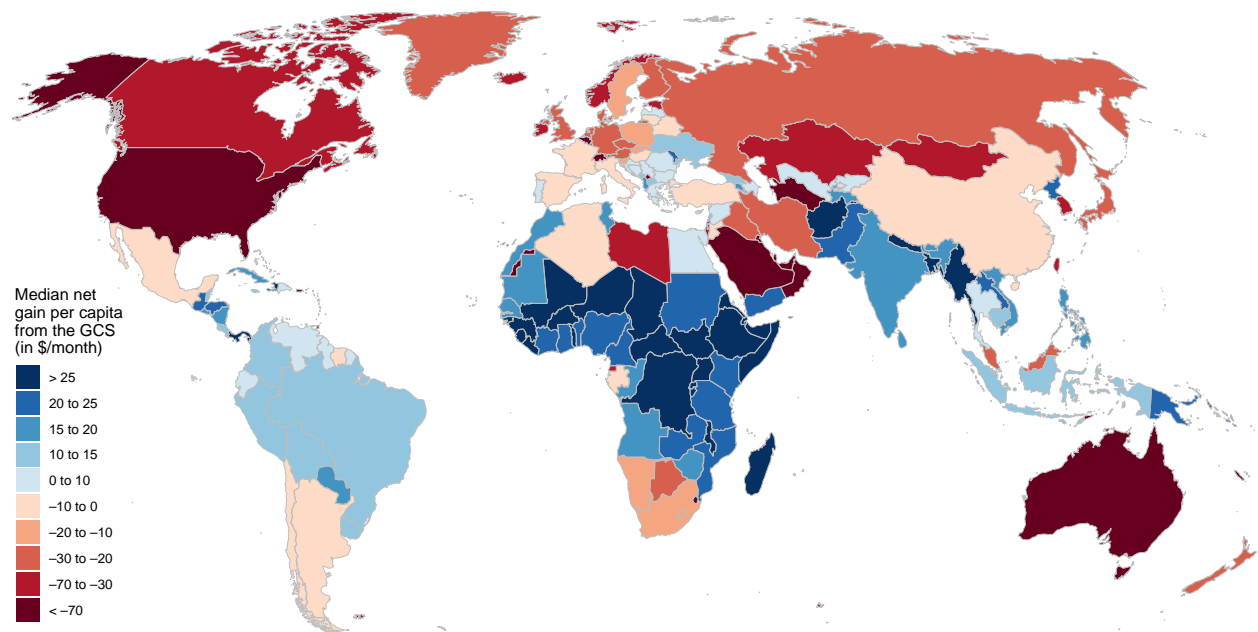 Median net
gain per capita
from the GCS
(in $/month)
> 25
20 to 25
15 to 20
10 to 15
0 to 10
−10 to 0
−20 to −10
−30 to −20
−70 to −30
< −70